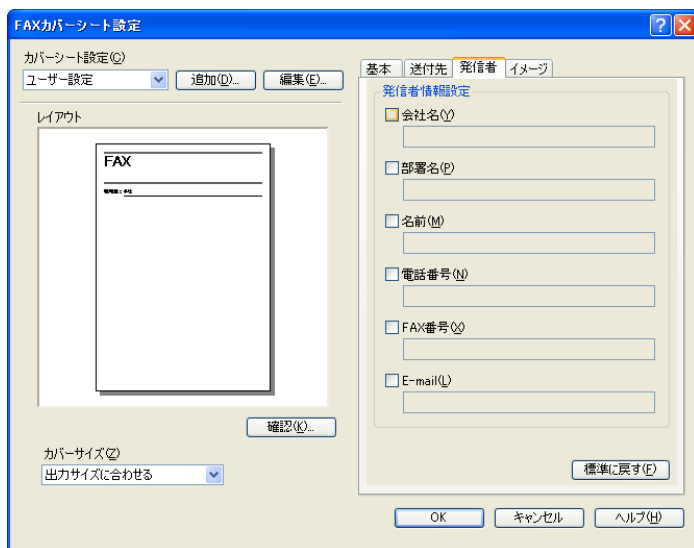 FAXカバーシート設定
カバーシート設定(C)
ユーザー設定
追加(D)...
編集(E)...
レイアウト
FAX
確認(K)...
カバーサイズ(Z)
出力サイズに合わせる
基本
送付先
発信者
イメージ
発信者情報設定
会社名(Y)
部署名(P)
名前(M)
電話番号(N)
FAX番号(X)
E-mail(L)
標準に戻す(F)
OK
キャンセル
ヘルプ(H)